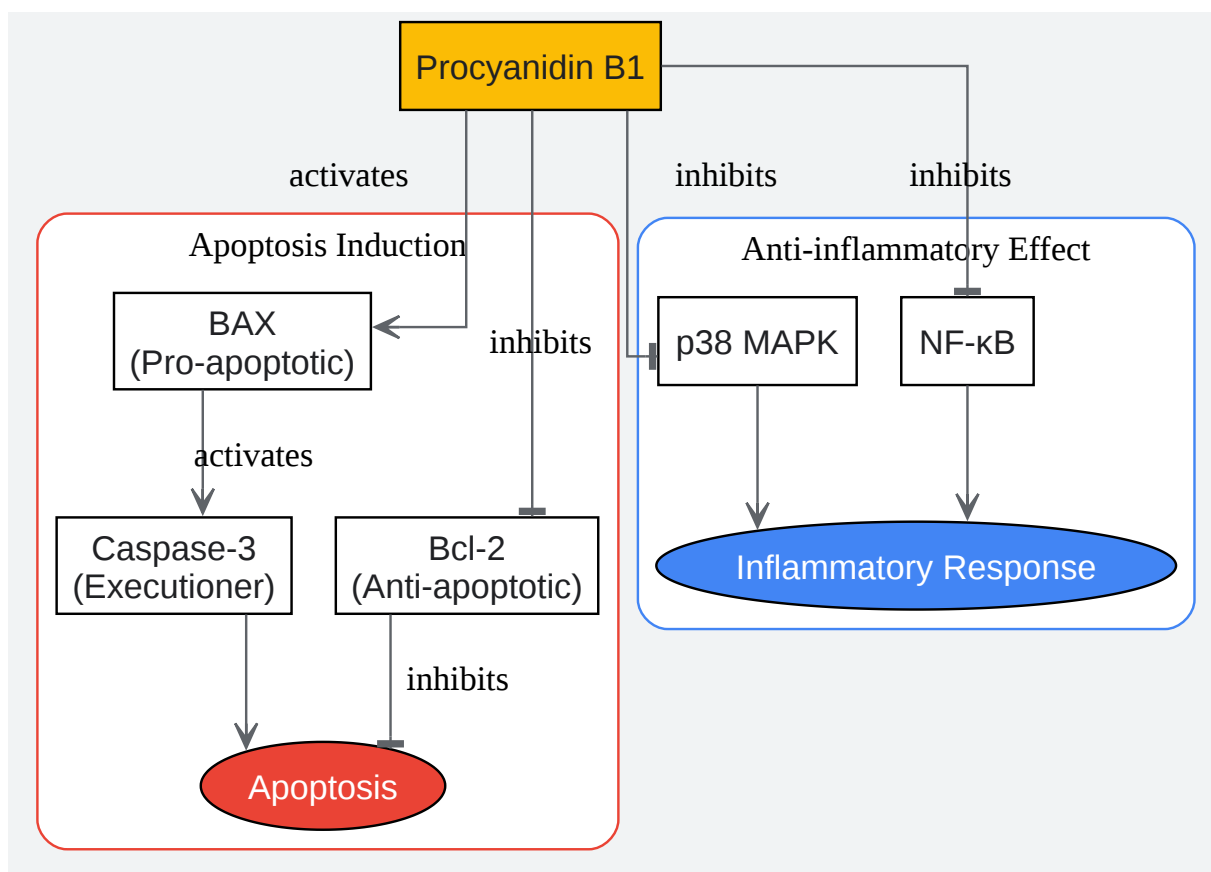 Procyanidin B1
activates
inhibits
inhibits
Apoptosis Induction
Anti-inflammatory Effect
BAX
(Pro-apoptotic)
inhibits
p38 MAPK
NF-κB
activates
Caspase-3
(Executioner)
Bcl-2
(Anti-apoptotic)
Inflammatory Response
inhibits
Apoptosis